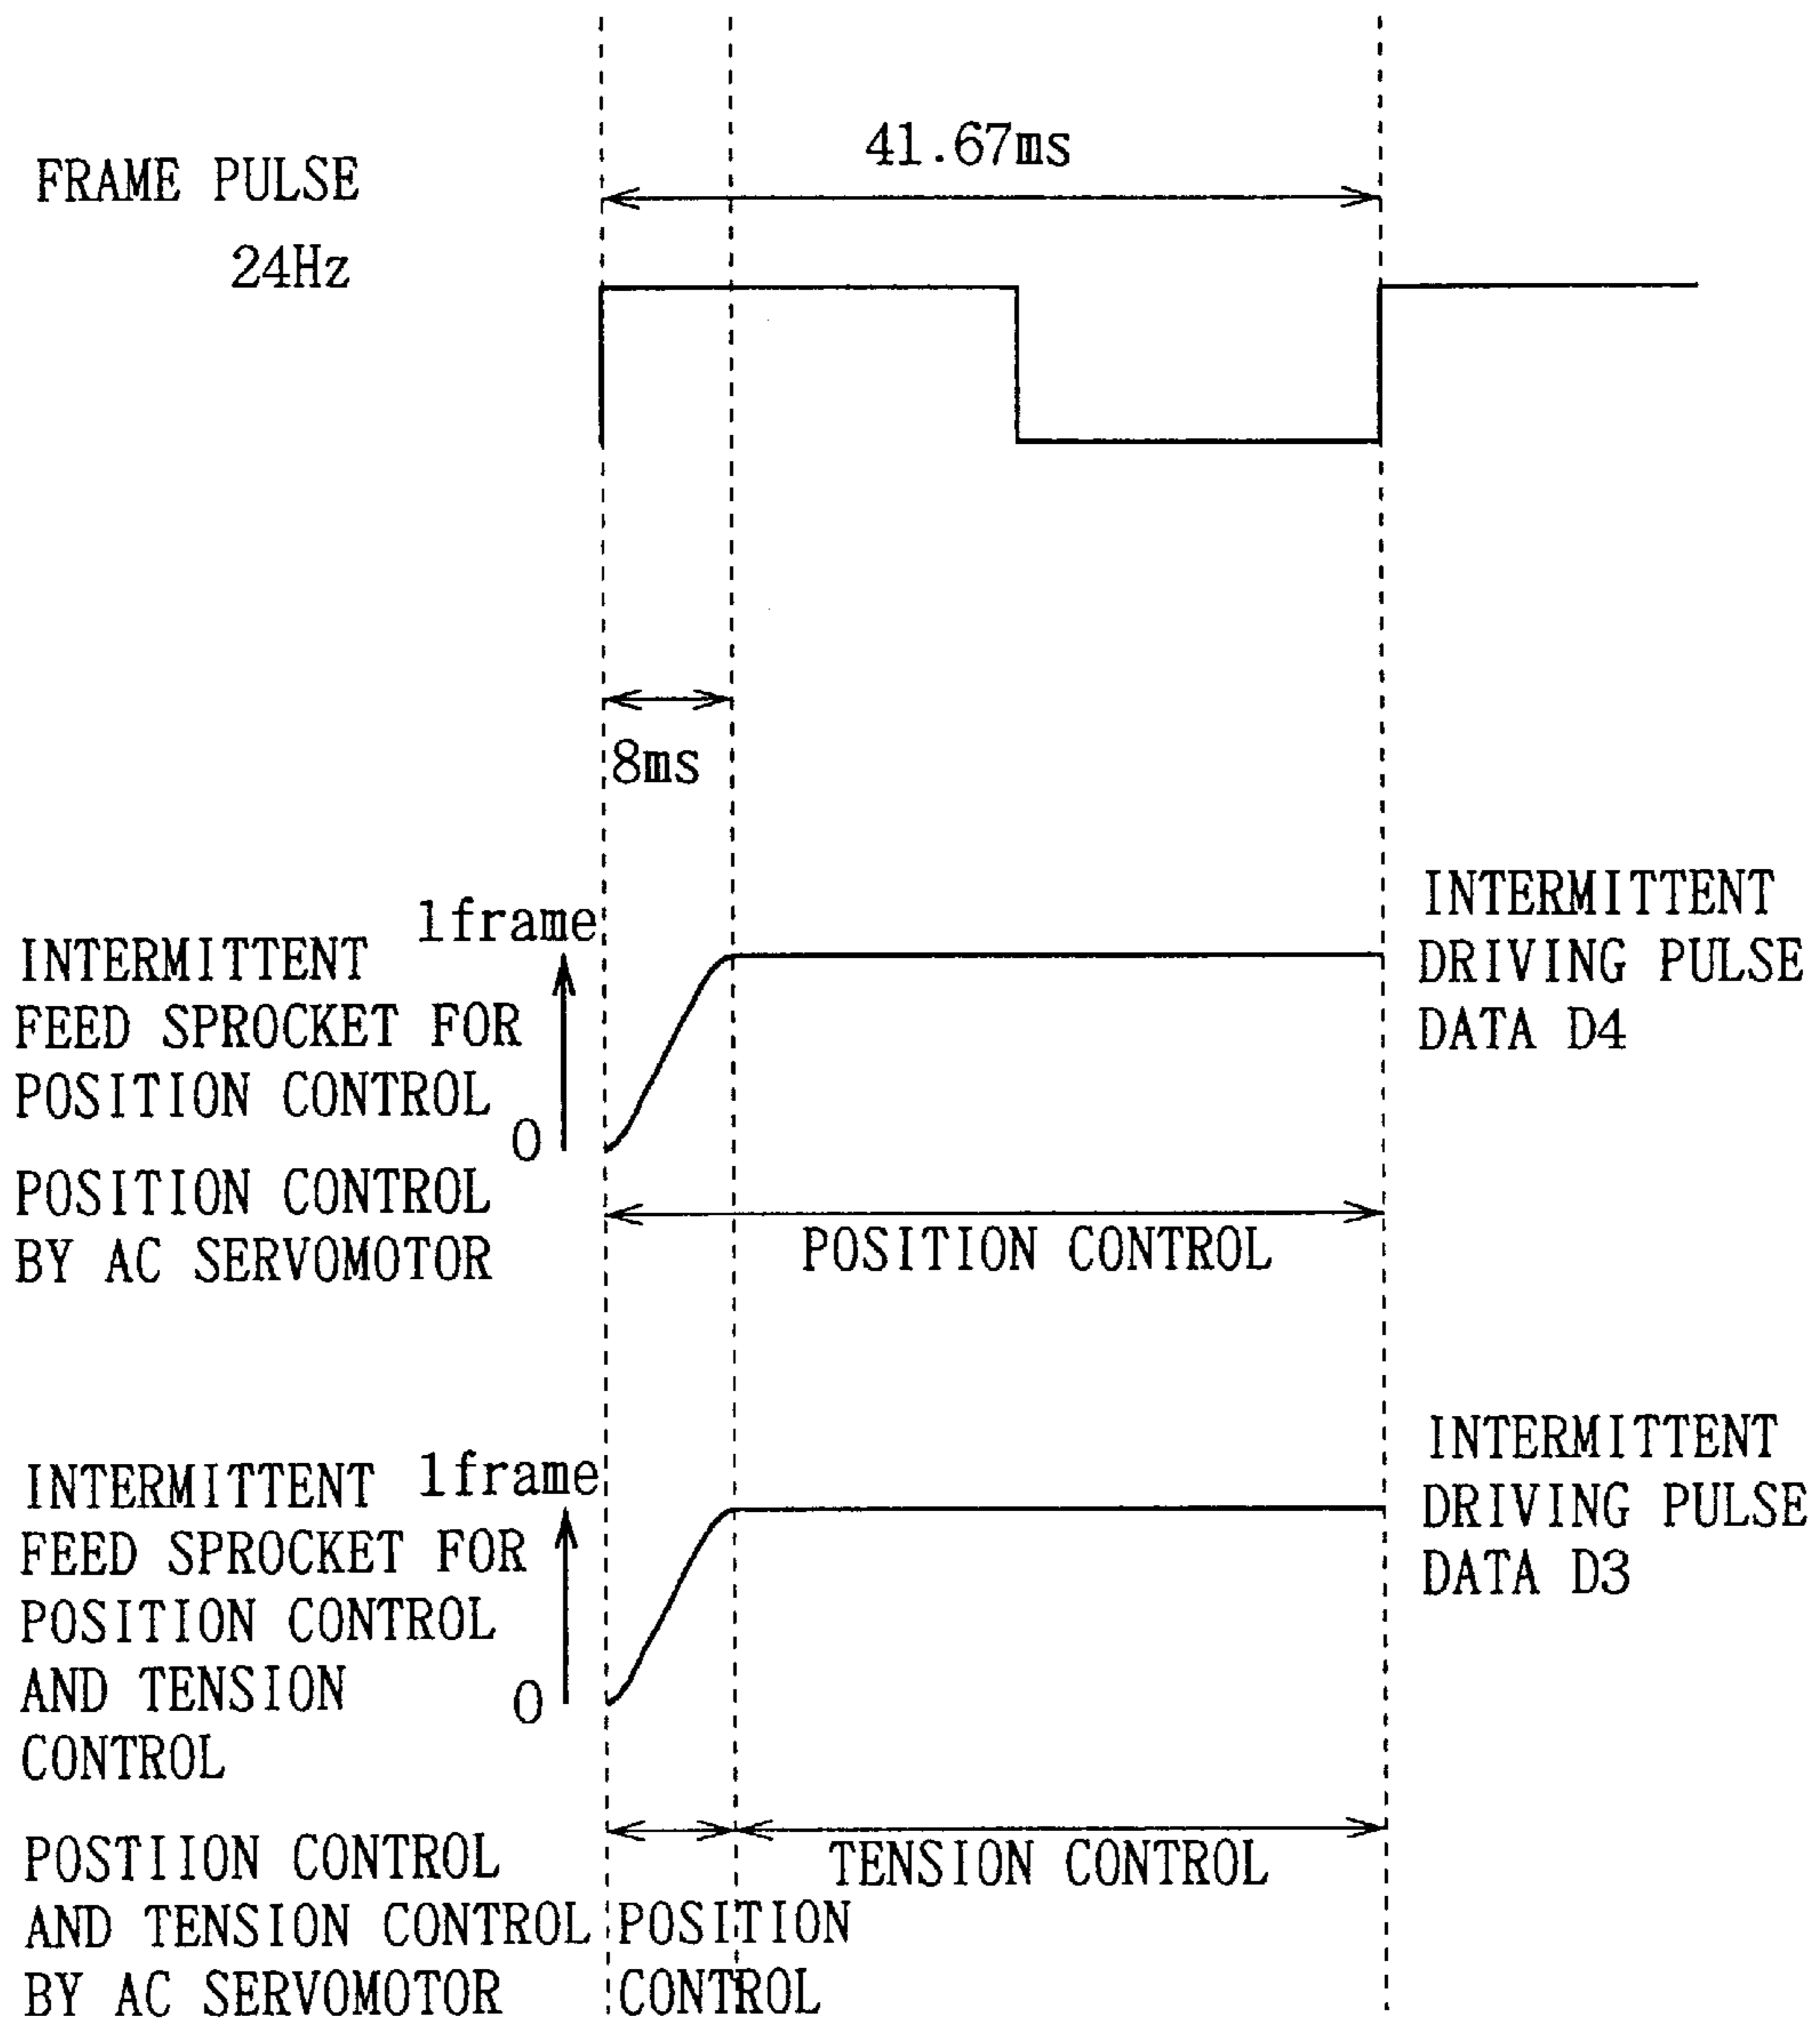 41.67ms
FRAME PULSE
24Hz
8ms
1frame
INTERMITTENT
FEED SPROCKET FOR
POSITION CONTROL
0
INTERMITTENT
DRIVING PULSE
DATA D4
POSITION CONTROL
BY AC SERVOMOTOR
POSITION CONTROL
1frame
INTERMITTENT
FEED SPROCKET FOR
POSITION CONTROL
AND TENSION
CONTROL
0
INTERMITTENT
DRIVING PULSE
DATA D3
POSTIION CONTROL
AND TENSION CONTROL
BY AC SERVOMOTOR
POSITION
CONTROL
TENSION CONTROL